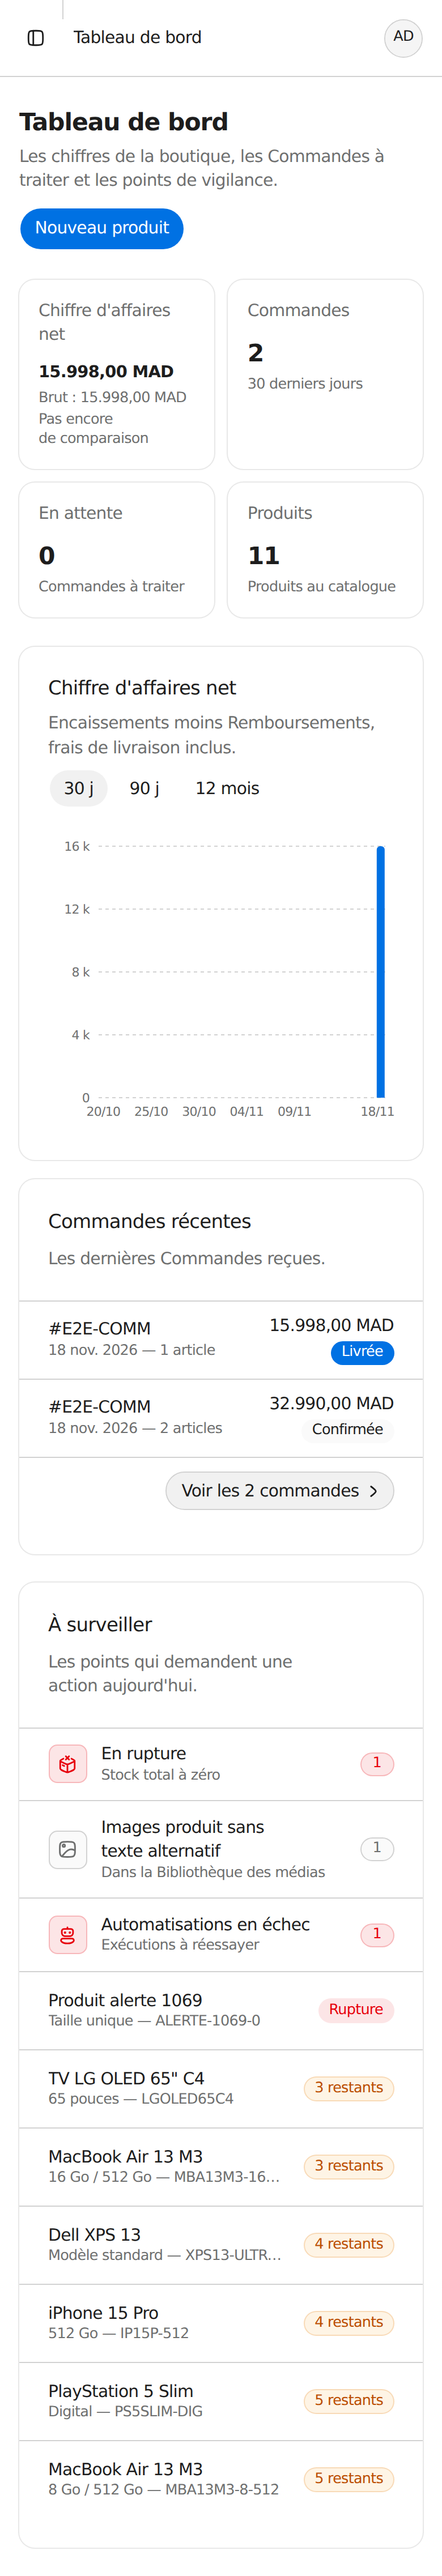 Tableau de bord
AD
Tableau de bord
Les chiffres de la boutique, les Commandes à
traiter et les points de vigilance.
Nouveau produit
Chiffre d'affaires
net
15.998,00 MAD
Brut : 15.998,00 MAD
Pas encore
de comparaison
Commandes
2
30 derniers jours
En attente
0
Commandes à traiter
Produits
11
Produits au catalogue
Chiffre d'affaires net
Encaissements moins Remboursements,
frais de livraison inclus.
30 j 90 j 12 mois
16 k
12 k
8 k
4 k
0
20/10 25/10 30/10 04/11 09/11 18/11
Commandes récentes
Les dernières Commandes reçues.
#E2E-COMM 15.998,00 MAD
18 nov. 2026 — 1 article Livrée
#E2E-COMM 32.990,00 MAD
18 nov. 2026 — 2 articles Confirmée
Voir les 2 commandes
À surveiller
Les points qui demandent une
action aujourd'hui.
En rupture
Stock total à zéro
1
Images produit sans
texte alternatif
Dans la Bibliothèque des médias
1
Automatisations en échec
Exécutions à réessayer
1
Produit alerte 1069
Taille unique — ALERTE-1069-0
Rupture
TV LG OLED 65" C4
65 pouces — LGOLED65C4
3 restants
MacBook Air 13 M3
16 Go / 512 Go — MBA13M3-16…
3 restants
Dell XPS 13
Modèle standard — XPS13-ULTR…
4 restants
iPhone 15 Pro
512 Go — IP15P-512
4 restants
PlayStation 5 Slim
Digital — PS5SLIM-DIG
5 restants
MacBook Air 13 M3
8 Go / 512 Go — MBA13M3-8-512
5 restants